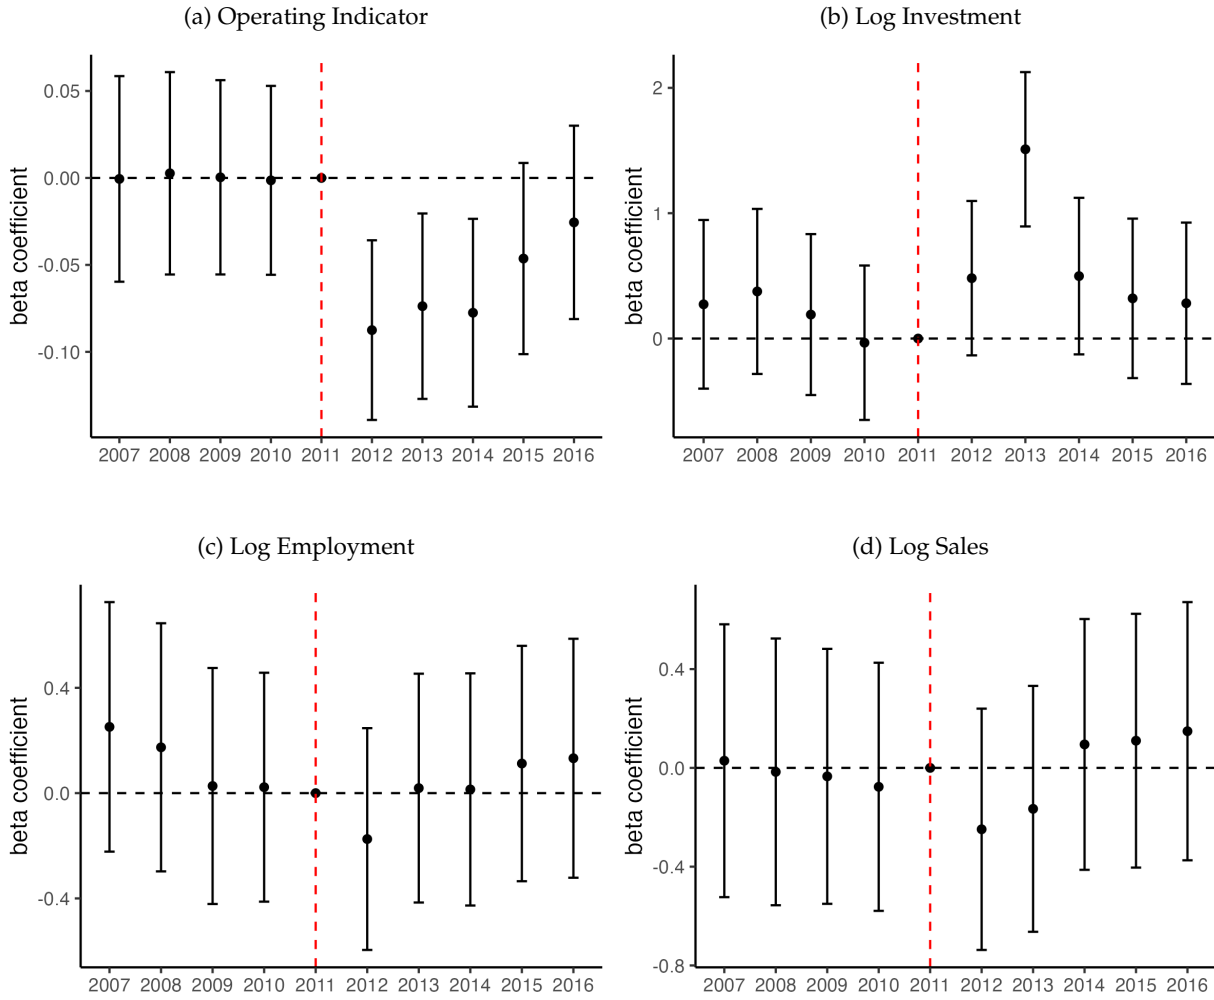 (a) Operating Indicator
beta coefficient
0.05
0.00
-0.05
-0.10
2007 2008 2009 2010 2011 2012 2013 2014 2015 2016
(b) Log Investment
beta coefficient
2
1
0
2007 2008 2009 2010 2011 2012 2013 2014 2015 2016
(c) Log Employment
beta coefficient
0.4
0.0
-0.4
2007 2008 2009 2010 2011 2012 2013 2014 2015 2016
(d) Log Sales
beta coefficient
0.4
0.0
-0.4
-0.8
2007 2008 2009 2010 2011 2012 2013 2014 2015 2016